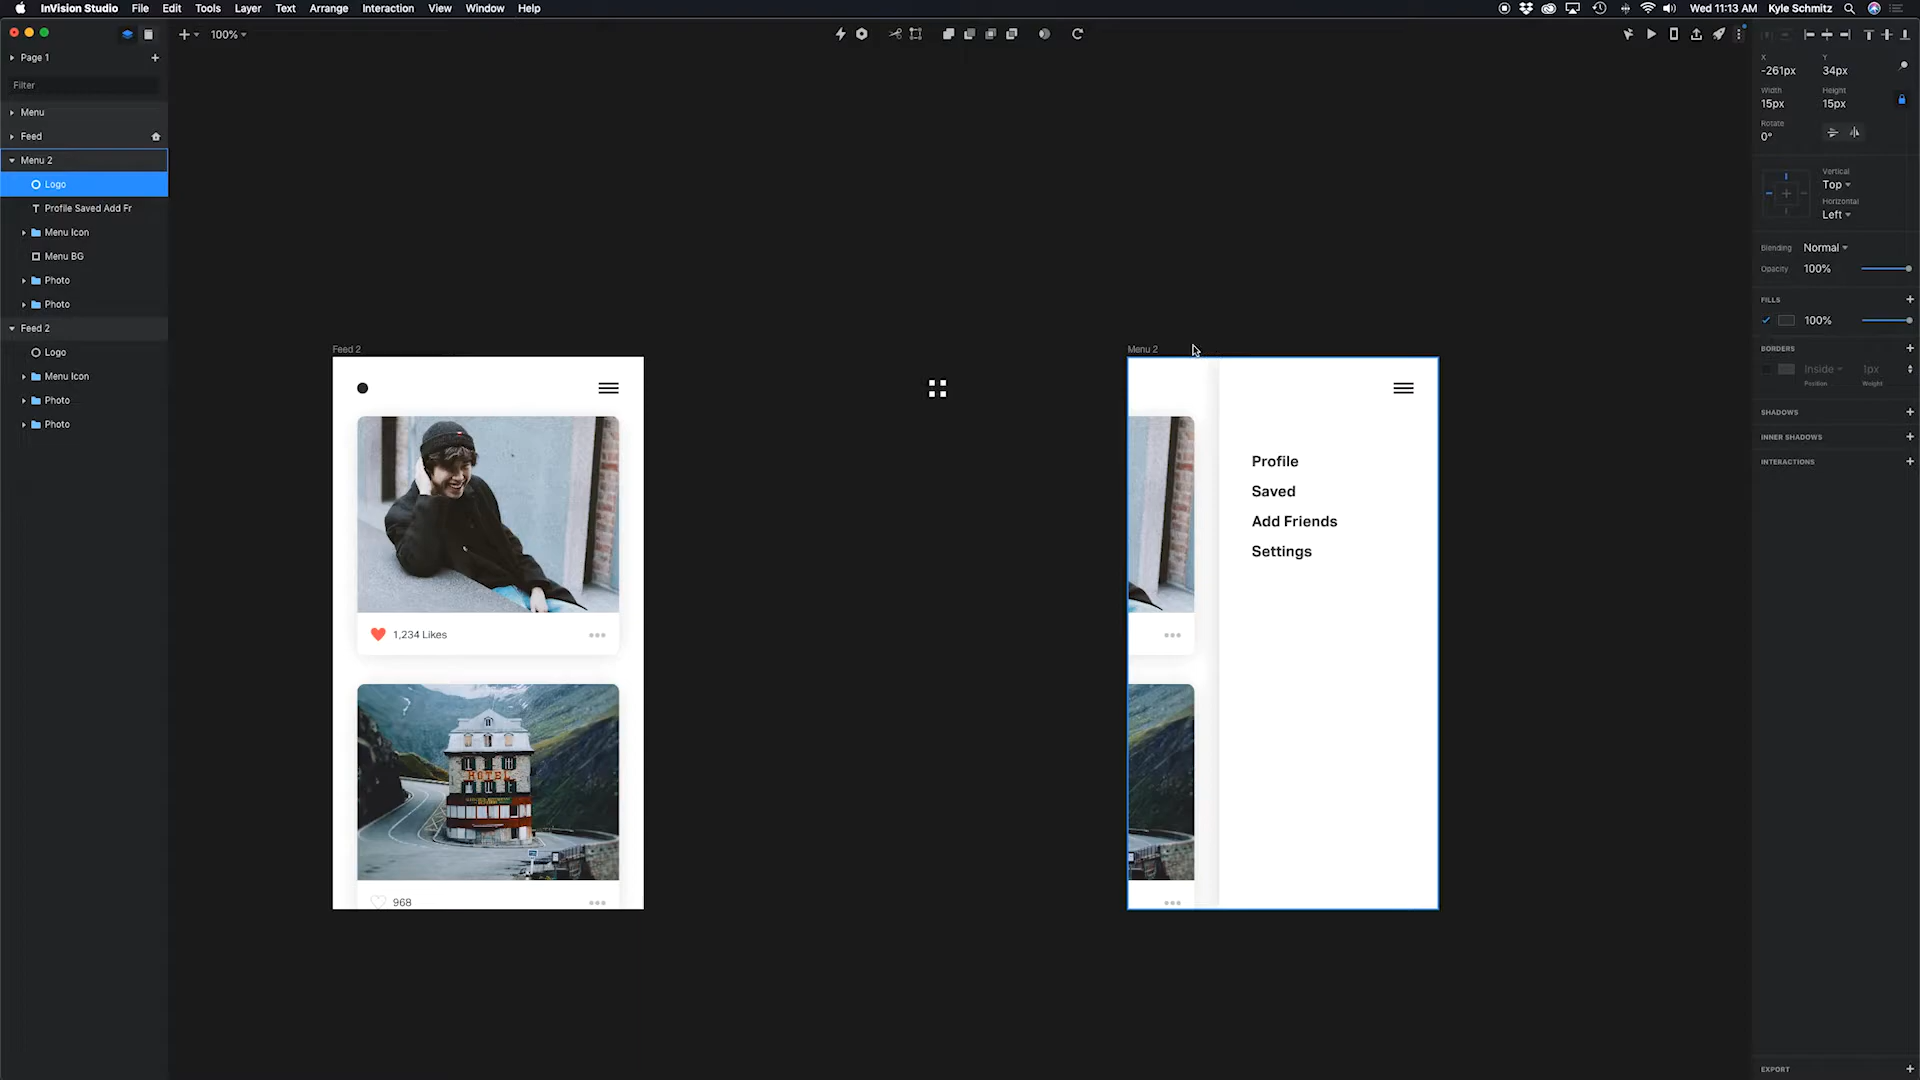 InVision Studio File Edit Tools Layer Text Arrange Interaction View Window Help
Wed 11:13 AM Kyle Schmitz
100%
Page 1
Filter
Menu
Feed
Menu 2
Logo
Profile Saved Add Fr
Menu Icon
Menu BG
Photo
Photo
Feed 2
Logo
Menu Icon
Photo
Photo
Feed 2
1,234 Likes
HOTEL
968
Menu 2
Profile
Saved
Add Friends
Settings
X Y
-261px 34px
Width Height
15px 15px
Rotate
0°
Vertical
Top
Horizontal
Left
Blending Normal
Opacity 100%
FILLS
100%
BORDERS
Inside 1px
Position Weight
SHADOWS
INNER SHADOWS
INTERACTIONS
EXPORT